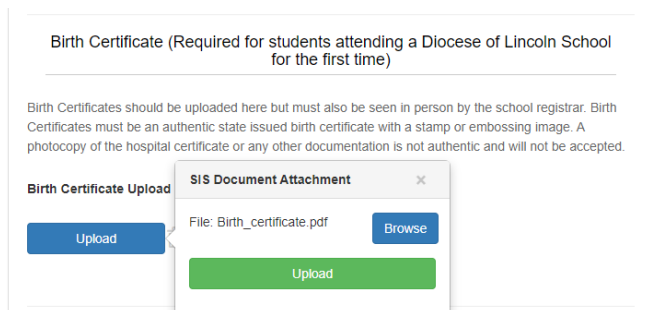 Birth Certificate (Required for students attending a Diocese of Lincoln School
for the first time)
Birth Certificates should be uploaded here but must also be seen in person by the school registrar. Birth
Certificates must be an authentic state issued birth certificate with a stamp or embossing image. A
photocopy of the hospital certificate or any other documentation is not authentic and will not be accepted.
Birth Certificate Upload
Upload
SIS Document Attachment ×
File: Birth_certificate.pdf
Browse
Upload